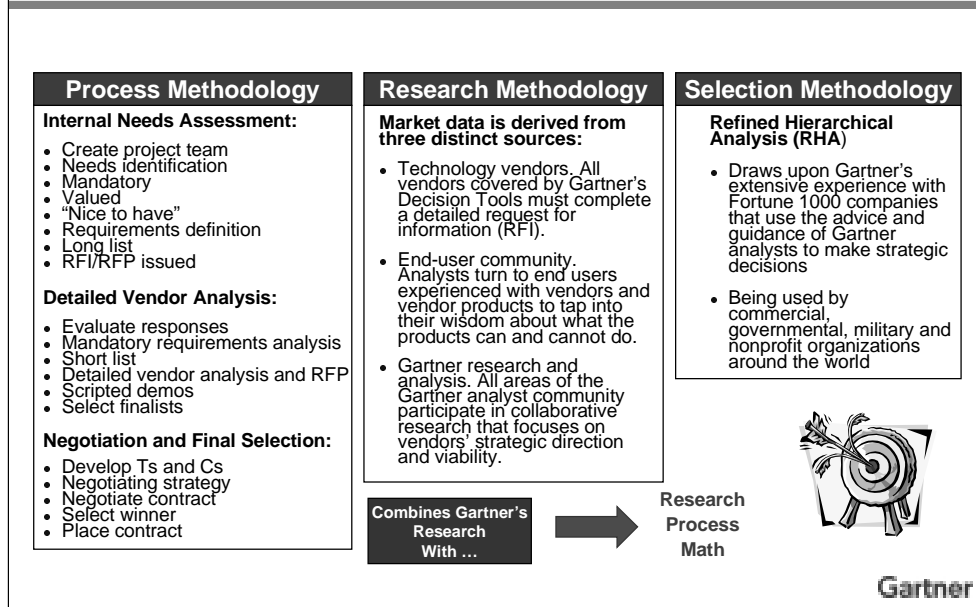 Process Methodology
Internal Needs Assessment:
• Create project team
• Needs identification
• Mandatory
• Valued
• “Nice to have”
• Requirements definition
• Long list
• RFI/RFP issued
Detailed Vendor Analysis:
• Evaluate responses
• Mandatory requirements analysis
• Short list
• Detailed vendor analysis and RFP
• Scripted demos
• Select finalists
Negotiation and Final Selection:
• Develop Ts and Cs
• Negotiating strategy
• Negotiate contract
• Select winner
• Place contract
Research Methodology
Market data is derived from
three distinct sources:
• Technology vendors. All
vendors covered by Gartner’s
Decision Tools must complete
a detailed request for
information (RFI).
• End-user community.
Analysts turn to end users
experienced with vendors and
vendor products to tap into
their wisdom about what the
products can and cannot do.
• Gartner research and
analysis. All areas of the
Gartner analyst community
participate in collaborative
research that focuses on
vendors’ strategic direction
and viability.
Selection Methodology
Refined Hierarchical
Analysis (RHA)
• Draws upon Gartner’s
extensive experience with
Fortune 1000 companies
that use the advice and
guidance of Gartner
analysts to make strategic
decisions
• Being used by
commercial,
governmental, military and
nonprofit organizations
around the world
Combines Gartner’s
Research
With …
Research
Process
Math
Gartner